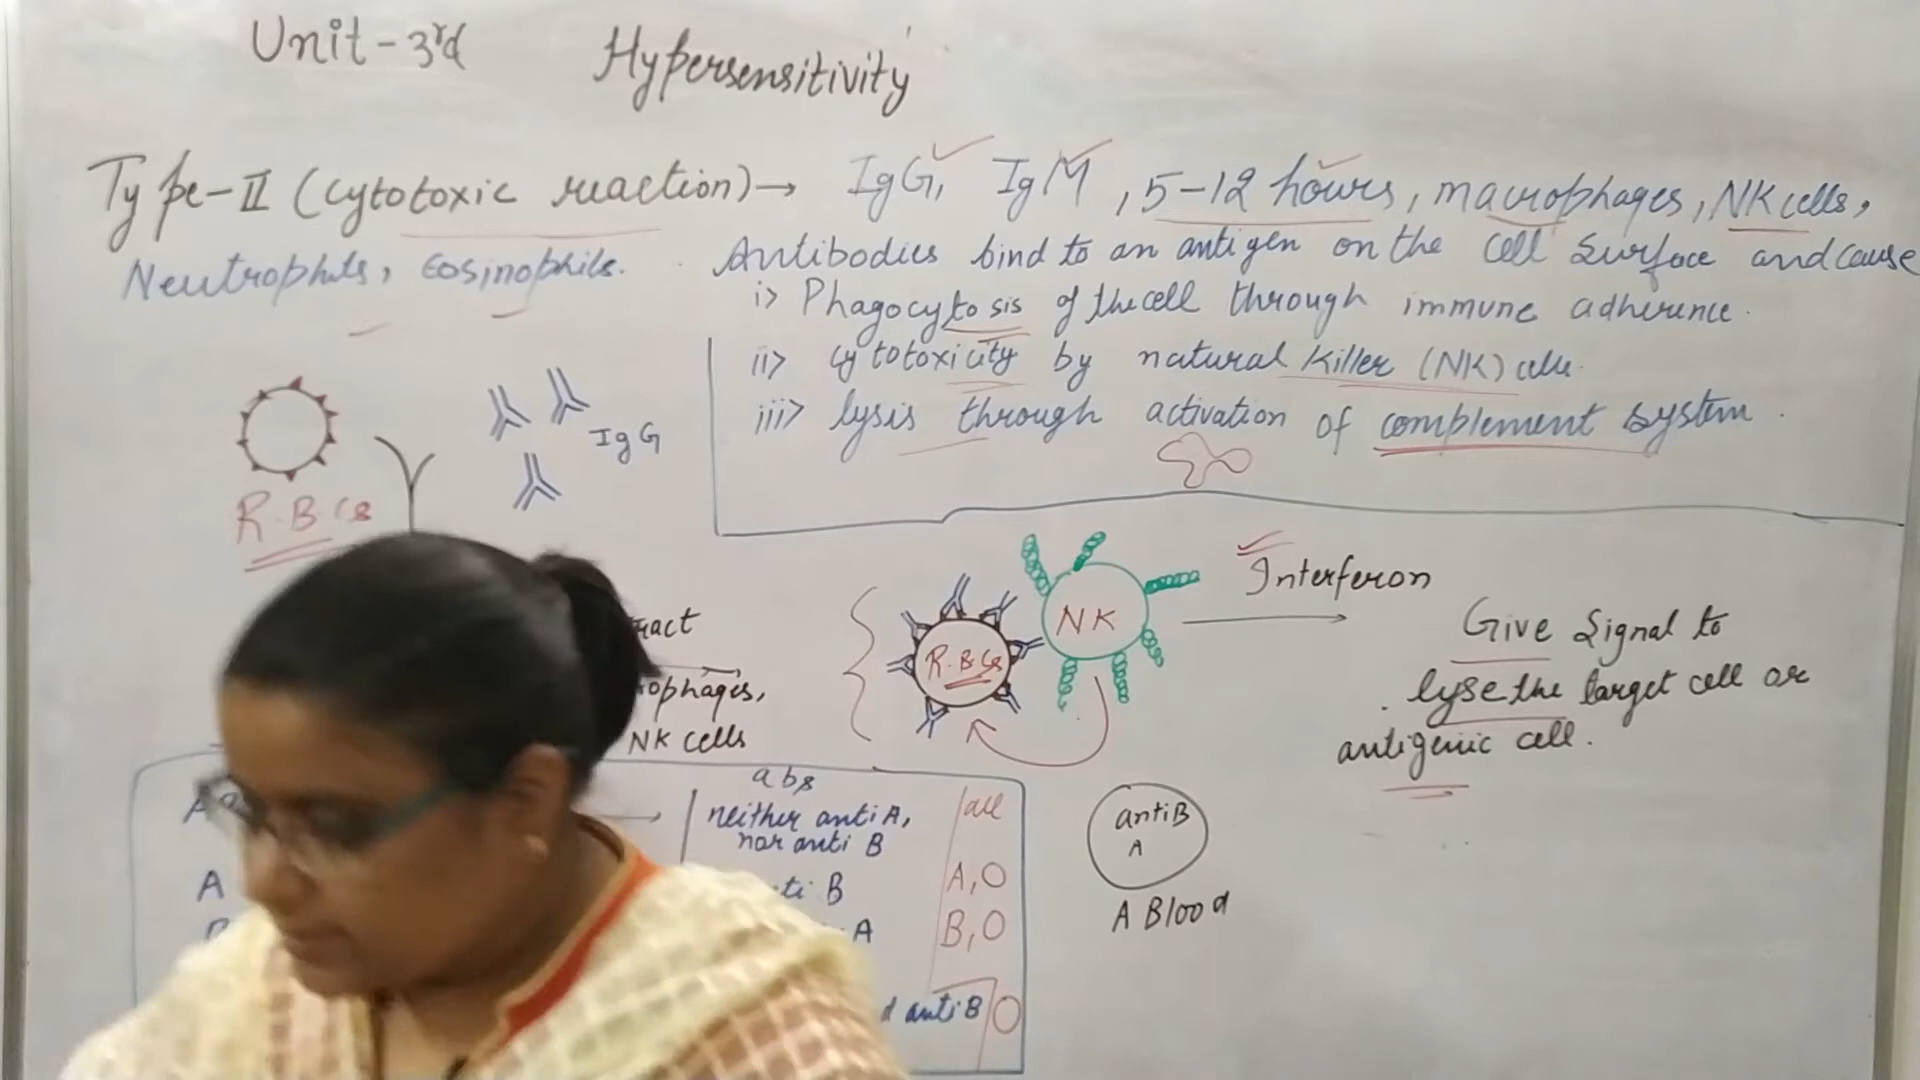 Unit-3rd Hypersensitivity
Type-II (cytotoxic reaction)→ IgG, IgM, 5-12 hours, macrophages, NK cells,
Neutrophils, Eosinophils. Antibodies bind to an antigen on the cell surface and cause
i> Phagocytosis of the cell through immune adherence.
ii> cytotoxicity by natural killer (NK) cells.
iii> lysis through activation of complement system.
IgG
R.B.Cs
NK
R.B.Cs
Interferon
Give Signal to
lyse the target cell or
antigenic cell.
NK cells
abs
neither anti A, all
nor anti B
A B A,O
A B,O
anti B O
anti B
A
A Blood